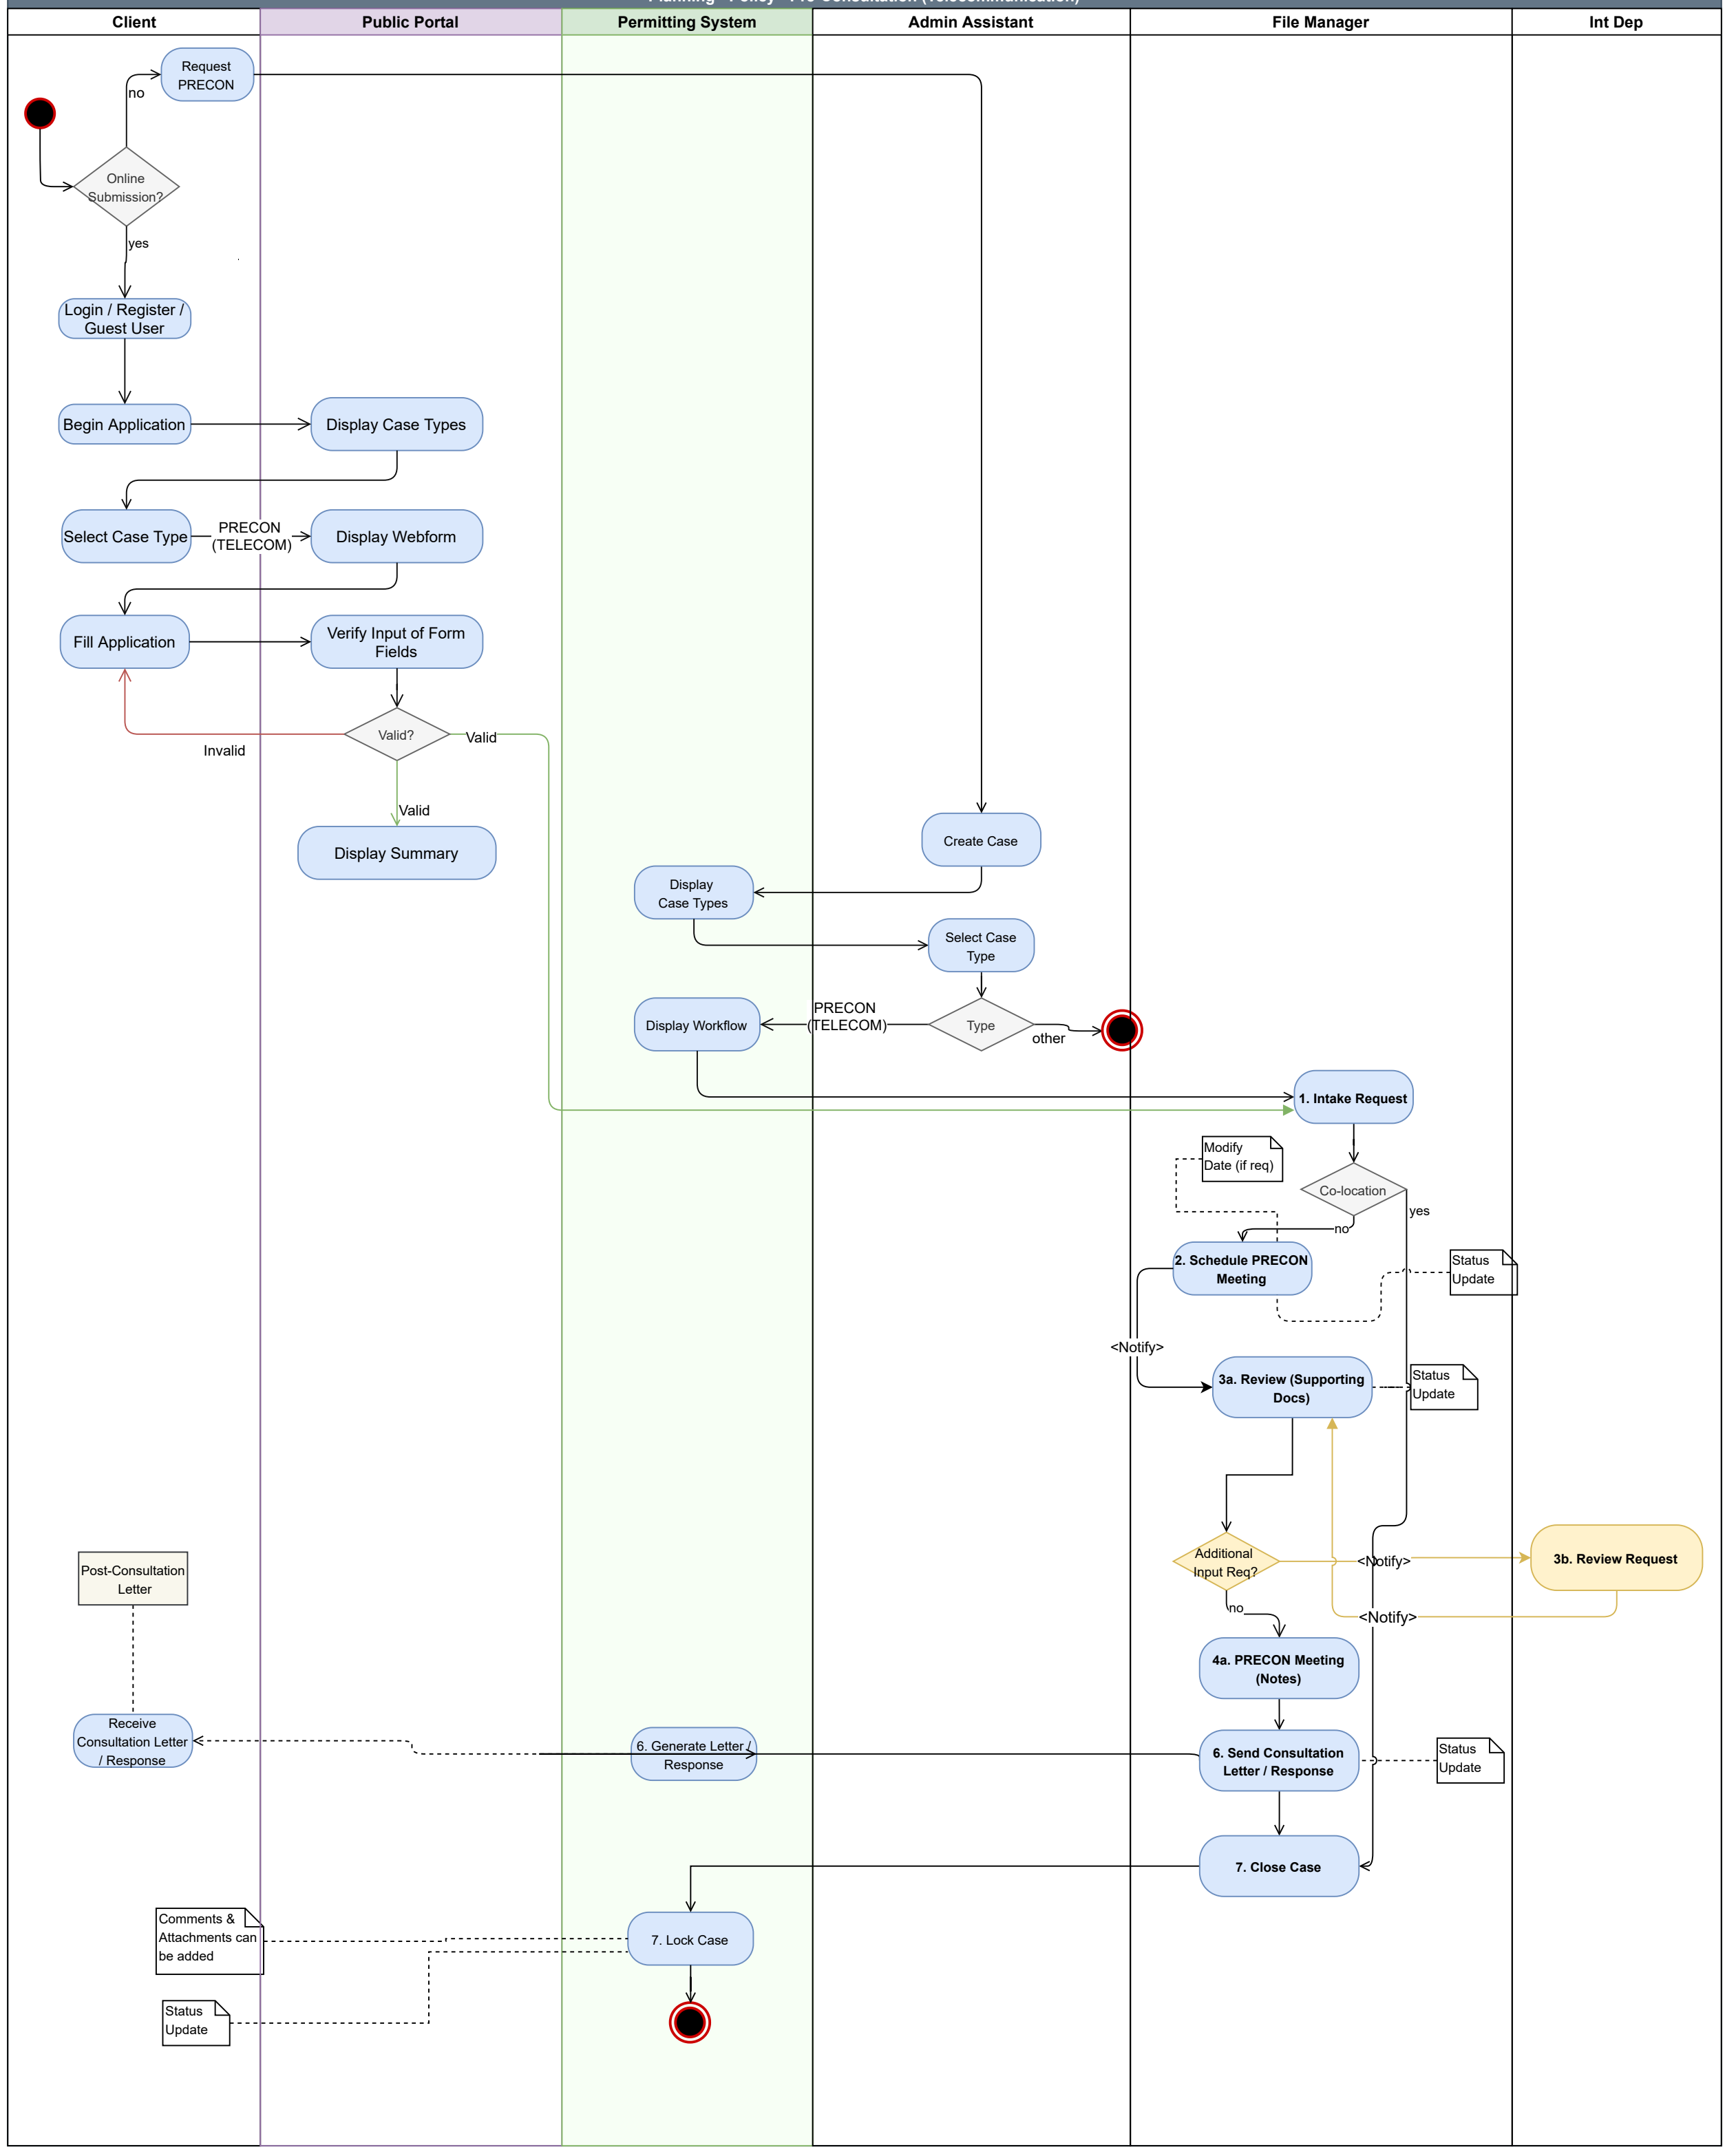 Planning - Policy - Pre-Consultation (Telecommunication)
Client
Public Portal
Permitting System
Admin Assistant
File Manager
Int Dep
Request
PRECON
no
Online
Submission?
yes
Login / Register /
Guest User
Begin Application
Display Case Types
Select Case Type
PRECON
(TELECOM)
Display Webform
Fill Application
Verify Input of Form
Fields
Valid?
Valid
Invalid
Valid
Display Summary
Create Case
Display
Case Types
Select Case
Type
Display Workflow
PRECON
(TELECOM)
Type
other
1. Intake Request
Modify
Date (if req)
Co-location
yes
no
2. Schedule PRECON
Meeting
Status
Update
<Notify>
3a. Review (Supporting
Docs)
Status
Update
Additional
Input Req?
<Notify>
3b. Review Request
no
<Notify>
Post-Consultation
Letter
4a. PRECON Meeting
(Notes)
Receive
Consultation Letter
/ Response
6. Generate Letter /
Response
6. Send Consultation
Letter / Response
Status
Update
7. Close Case
Comments &
Attachments can
be added
7. Lock Case
Status
Update